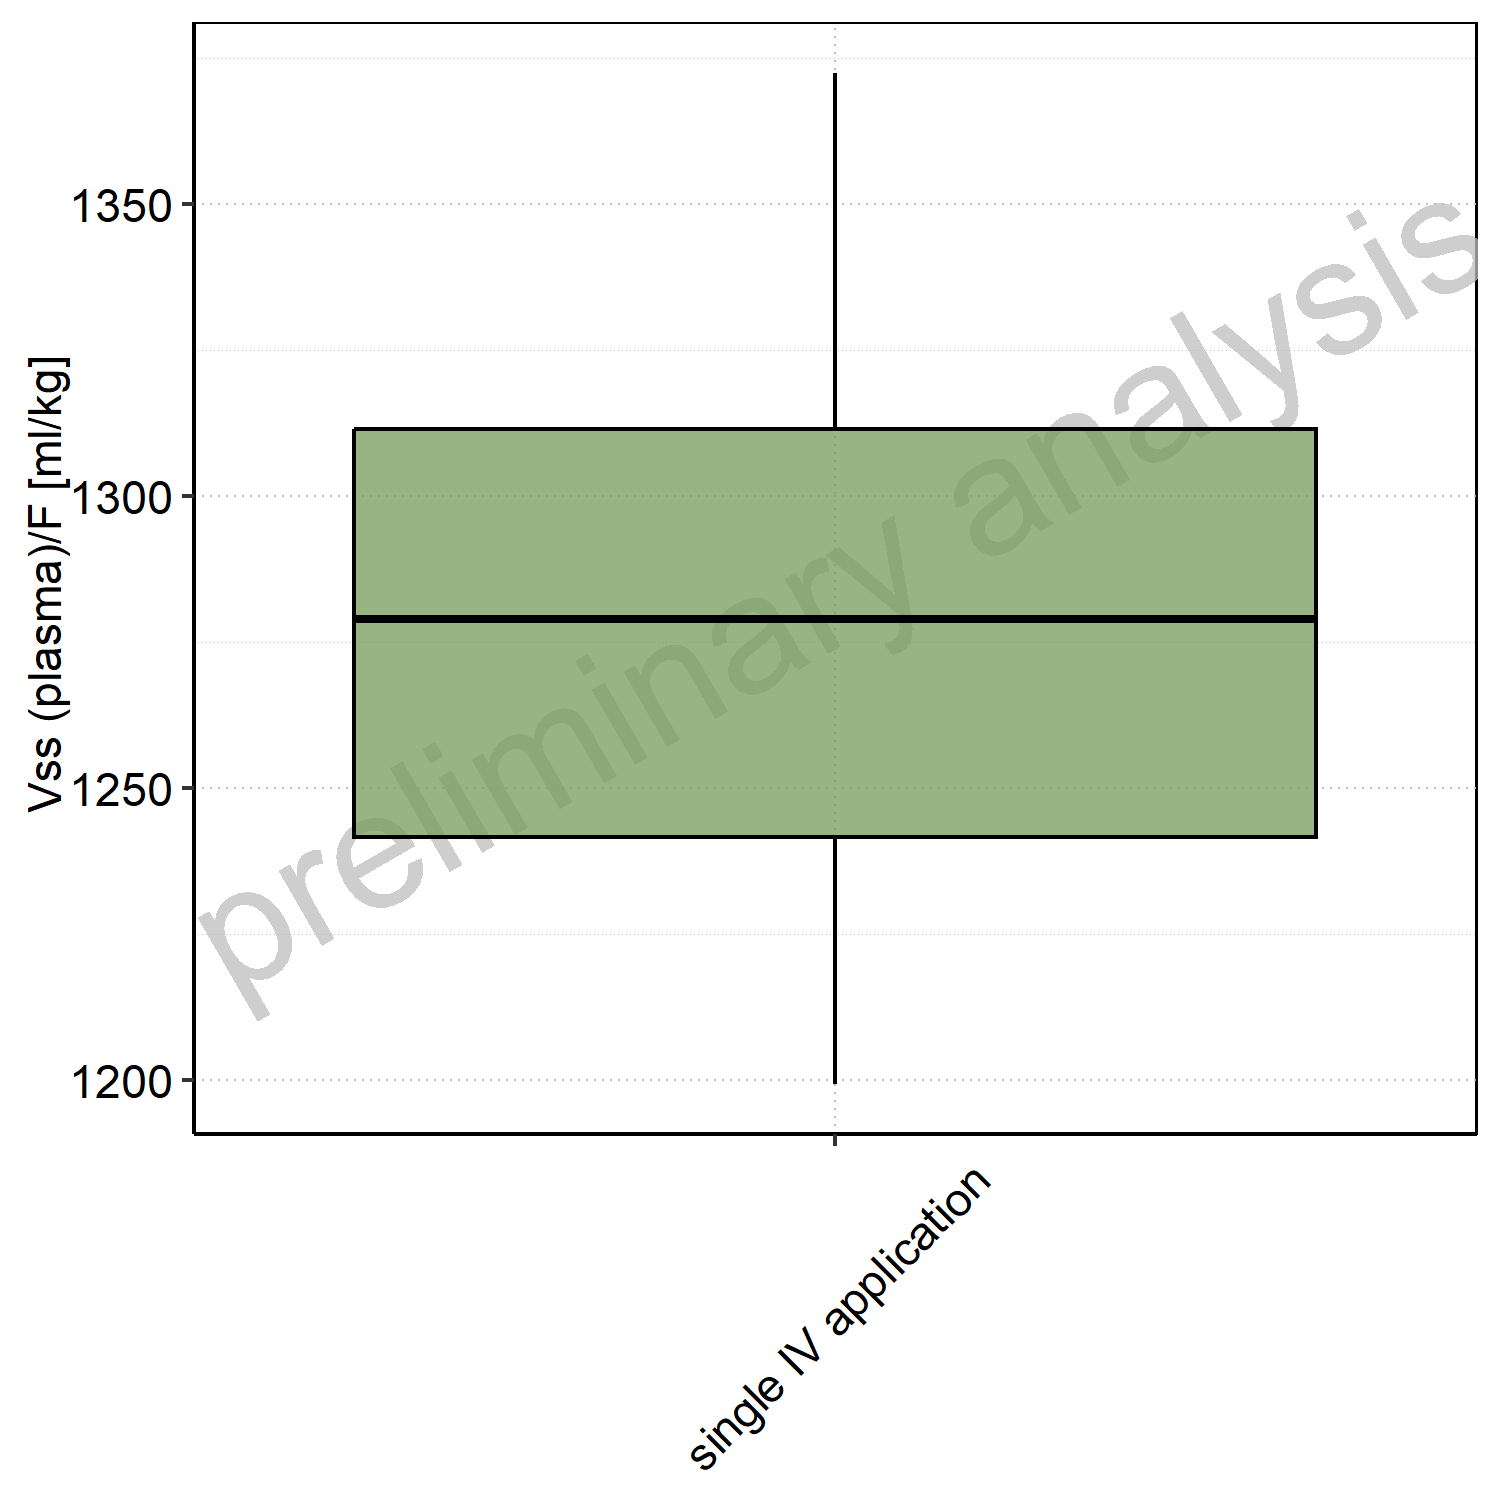 Vss (plasma)/F [ml/kg]
1350
1300
1250
1200
preliminary analysis
single IV application